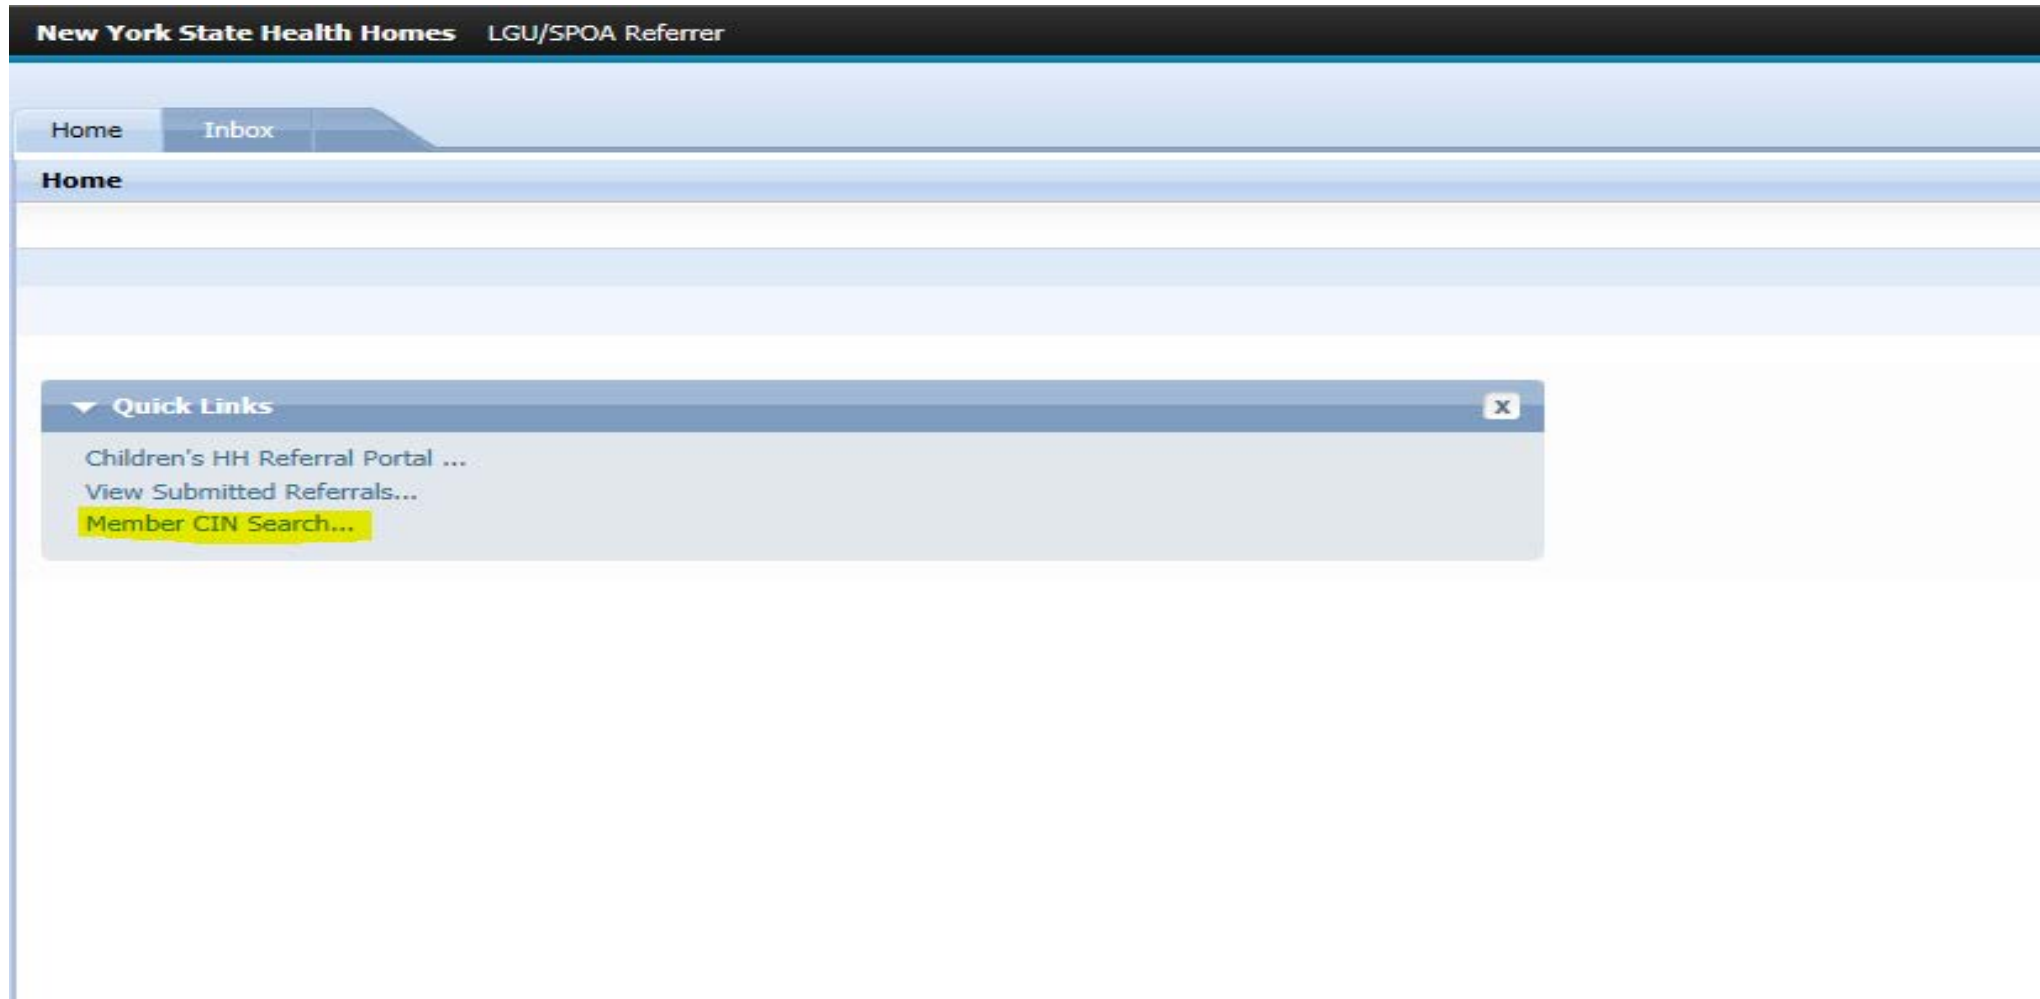 New York State Health Homes LGU/SPOA Referrer
Home Inbox
Home
Quick Links x
Children's HH Referral Portal ...
View Submitted Referrals...
Member CIN Search...